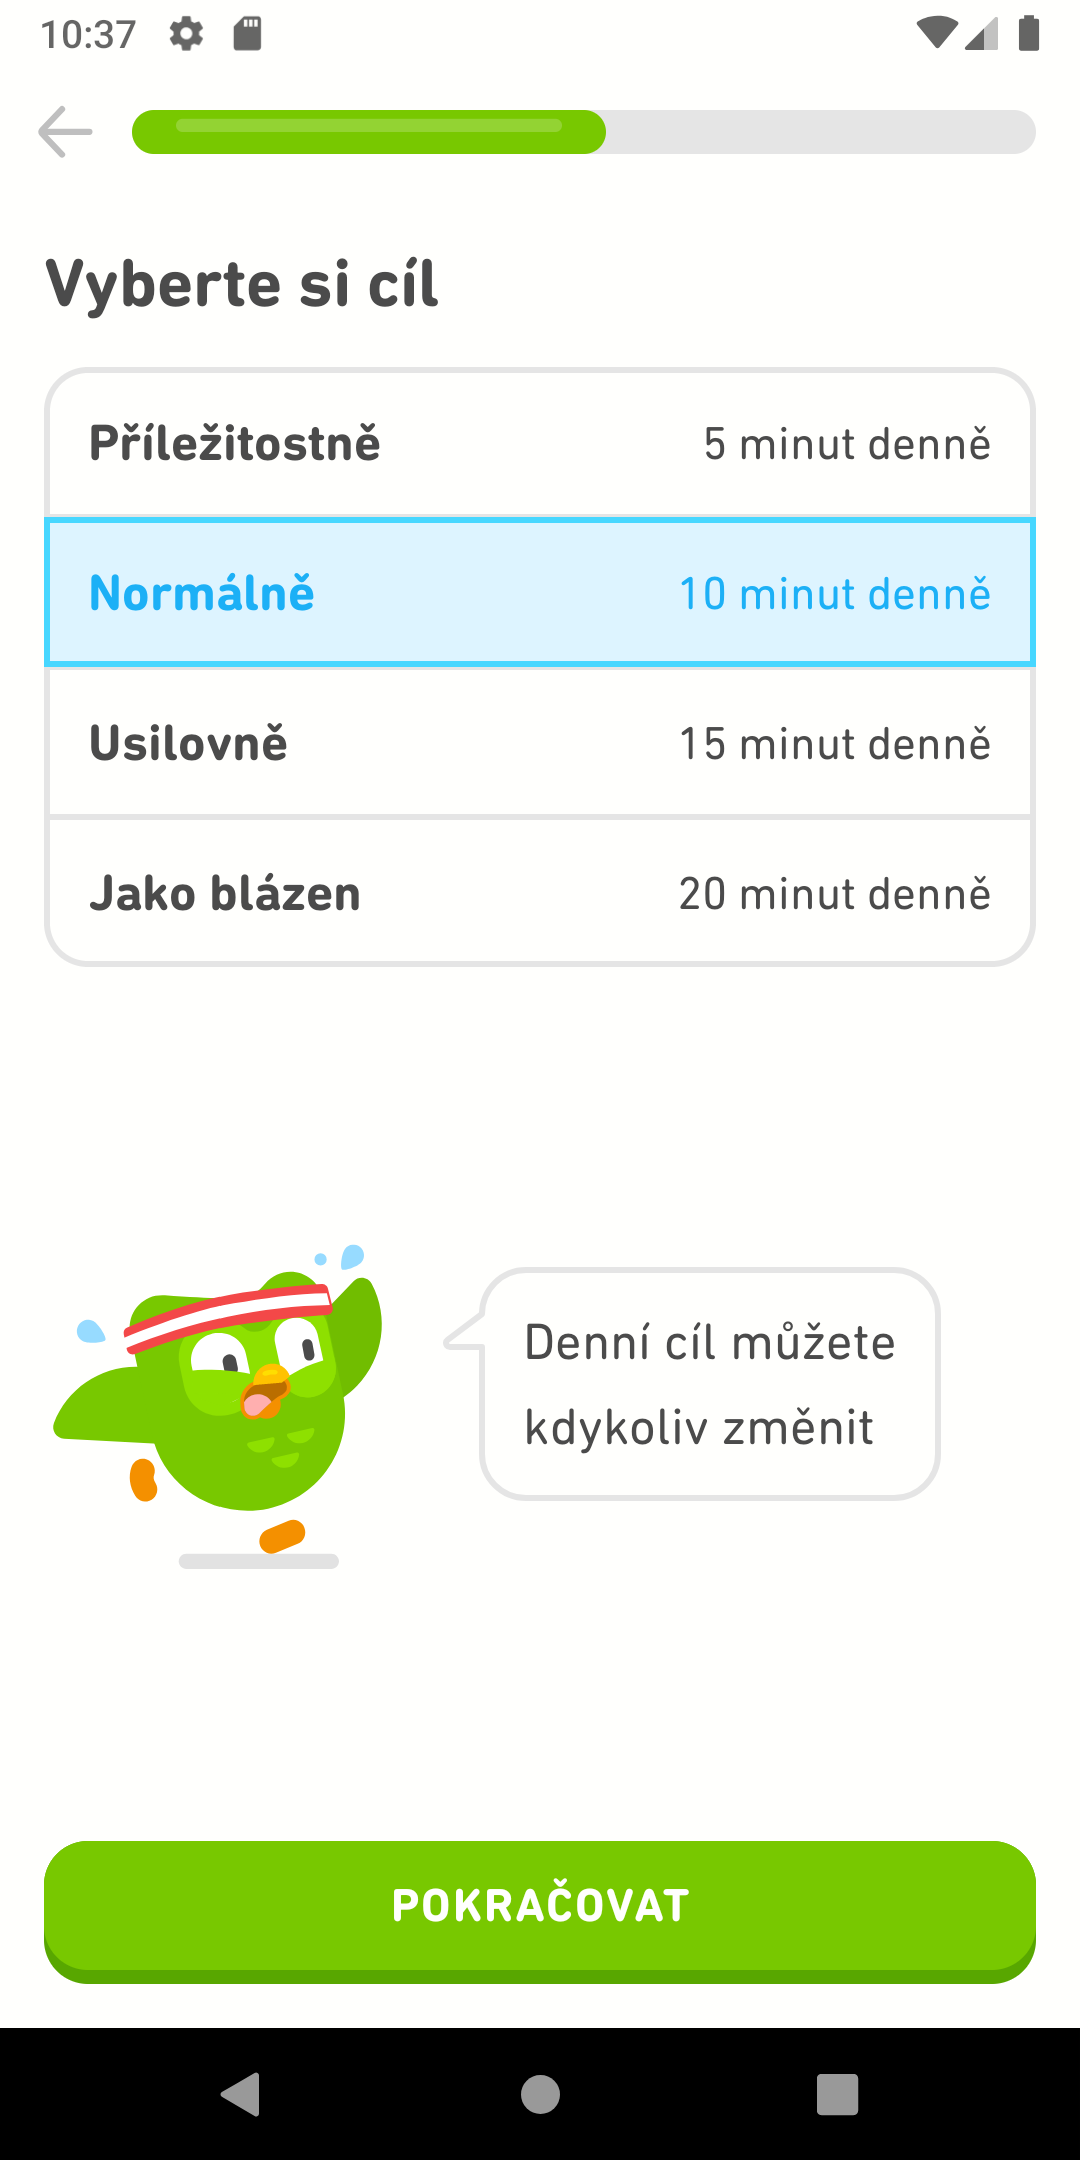 10:37
Vyberte si cíl
Příležitostně 5 minut denně
Normálně 10 minut denně
Usilovně 15 minut denně
Jako blázen 20 minut denně
Denní cíl můžete
kdykoliv změnit
POKRAČOVAT